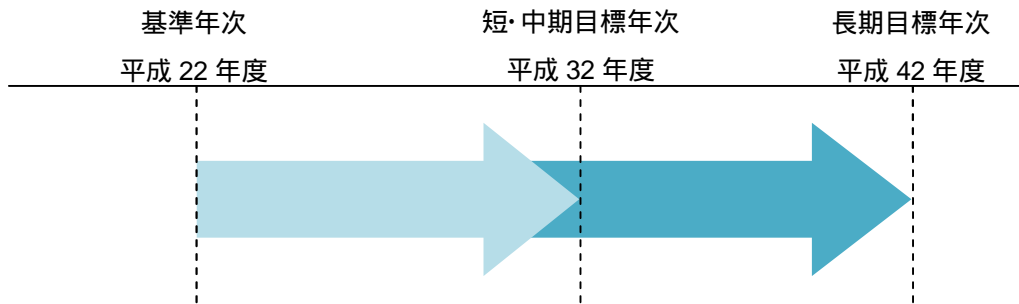 基準年次
短・中期目標年次
長期目標年次
平成 22 年度
平成 32 年度
平成 42 年度